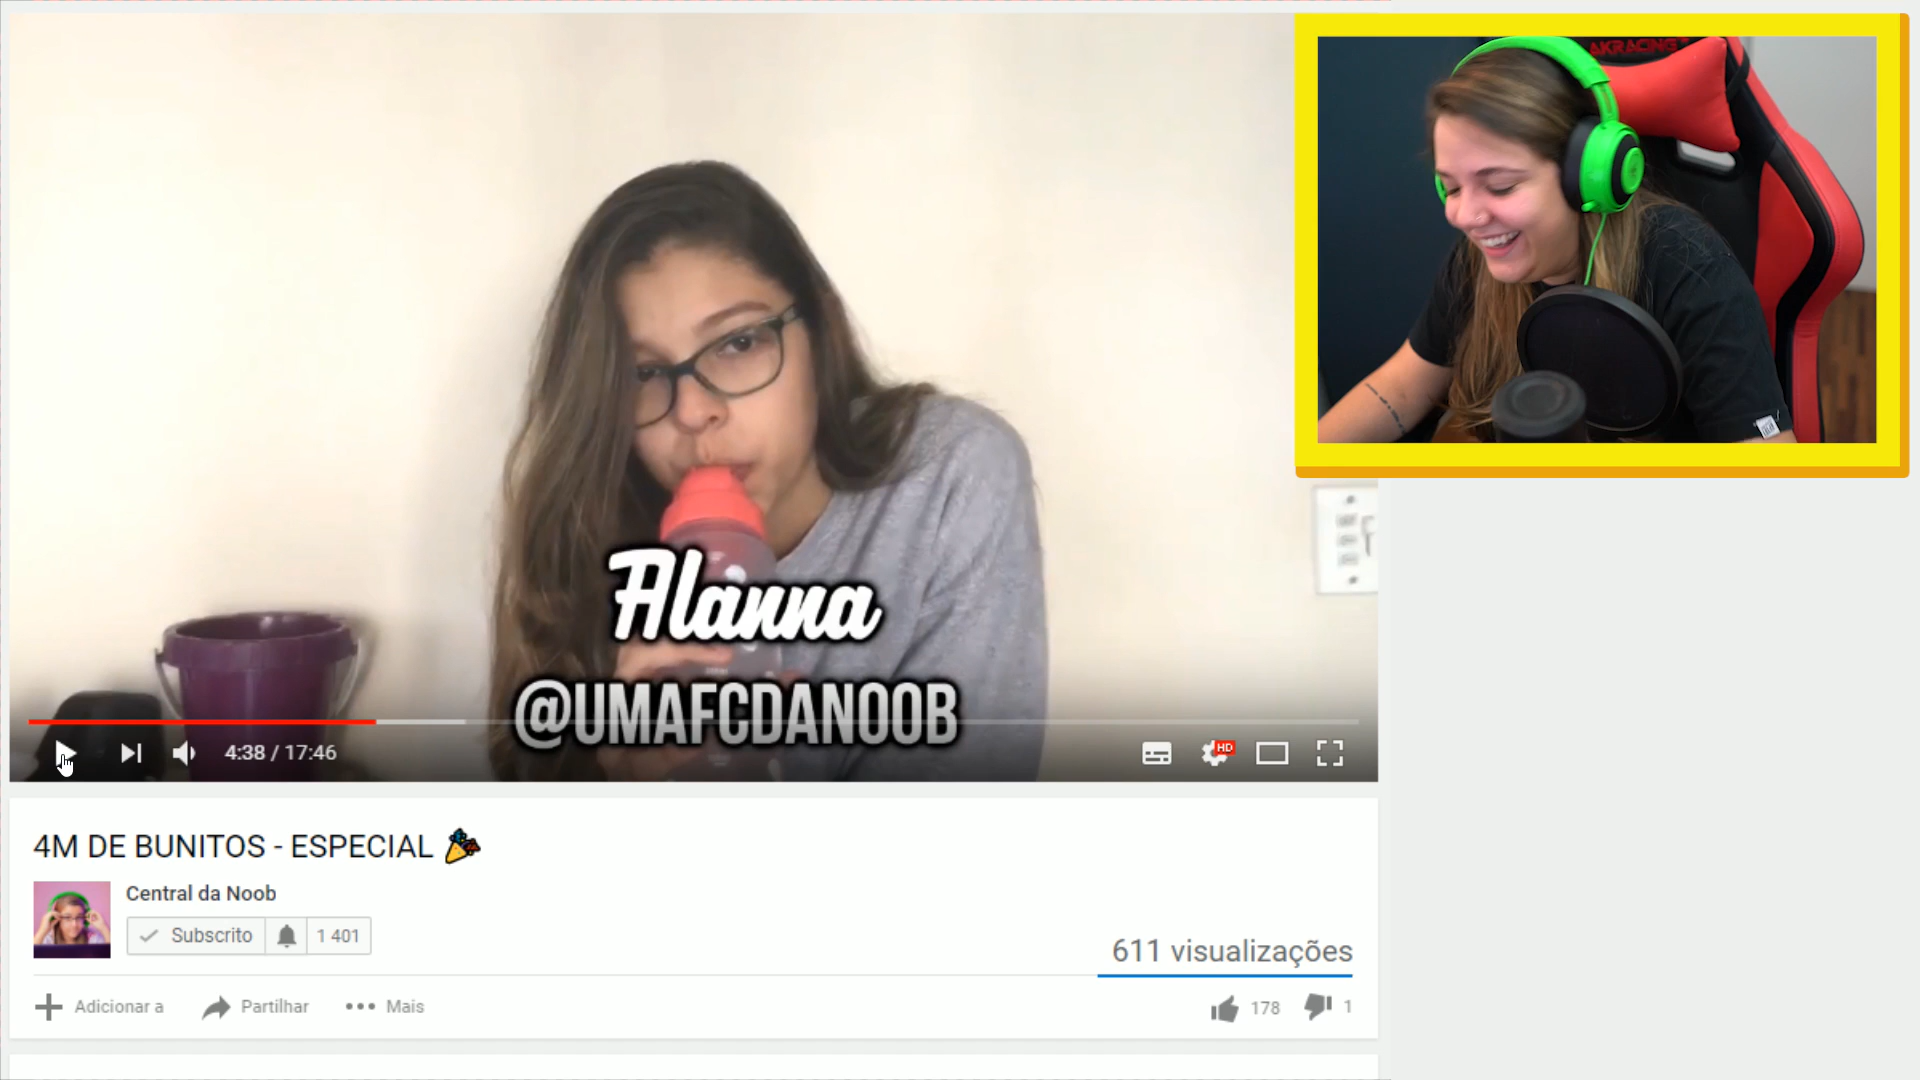 AKRACING
Alanna
@UMAFCDANOOB
4:38 / 17:46
HD
4M DE BUNITOS - ESPECIAL
Central da Noob
Subscrito
1 401
611 visualizações
Adicionar a
Partilhar
Mais
178
1